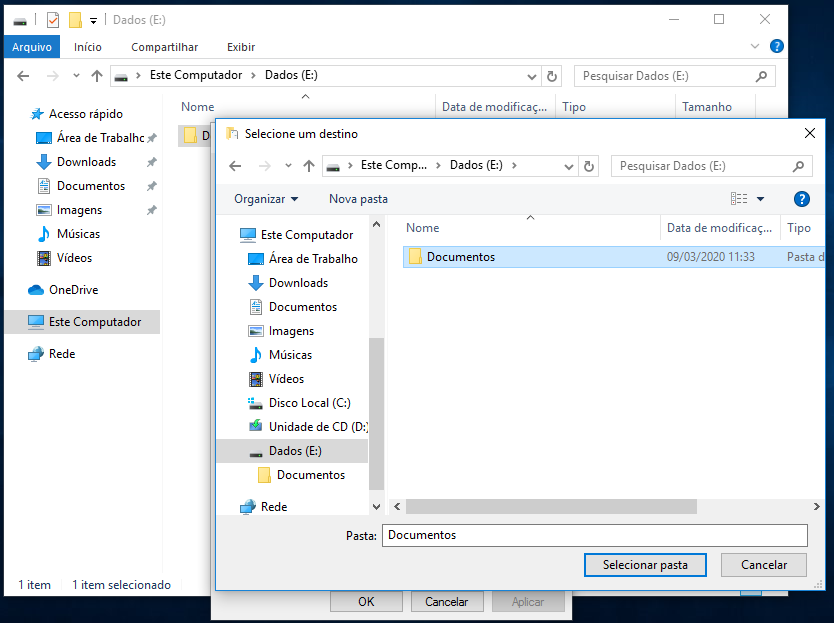 Dados (E:)
Arquivo Início Compartilhar Exibir
Este Computador Dados (E:) Pesquisar Dados (E:)
Nome Data de modificaç... Tipo Tamanho
Acesso rápido
Área de Trabalhc
Downloads
Documentos
Imagens
Músicas
Vídeos
OneDrive
Este Computador
Rede
1 item 1 item selecionado
D
Selecione um destino
Este Comp... Dados (E:) Pesquisar Dados (E:)
Organizar Nova pasta
Este Computador
Área de Trabalho
Downloads
Documentos
Imagens
Músicas
Vídeos
Disco Local (C:)
Unidade de CD (D:)
Dados (E:)
Documentos
Rede
Nome Data de modificaç... Tipo
Documentos 09/03/2020 11:33 Pasta d
Pasta: Documentos
Selecionar pasta Cancelar
OK Cancelar Aplicar